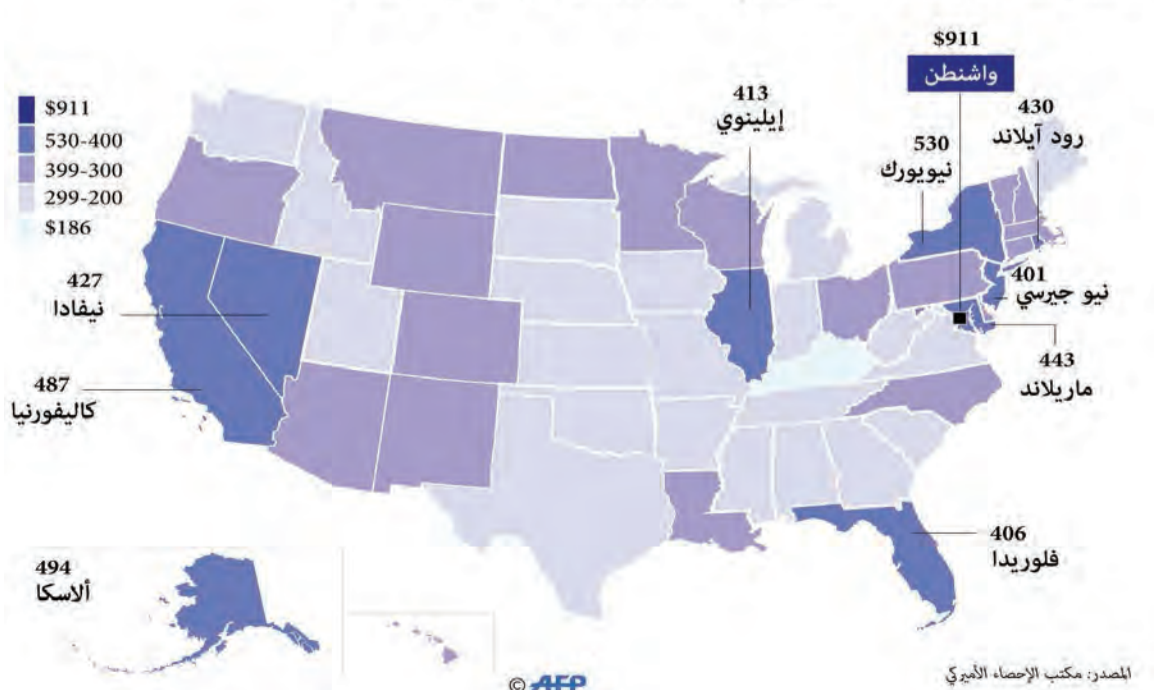 $911
واشنطن
413
إيلينوي
430
رود آيلاند
530
نيويورك
$911
530-400
399-300
299-200
$186
401
نيو جيرسي
427
نيفادا
443
ماريلاند
487
كاليفورنيا
406
فلوريدا
494
ألاسكا
© AFP
المصدر: مكتب الإحصاء الأميركي